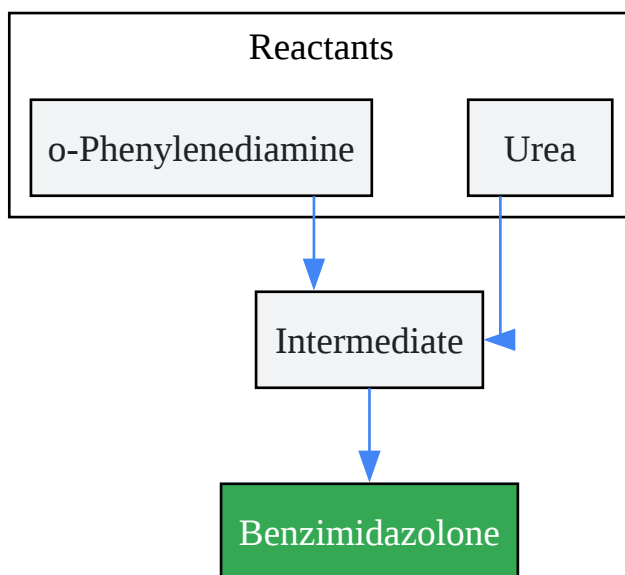 Reactants
o-Phenylenediamine
Urea
Intermediate
Benzimidazolone